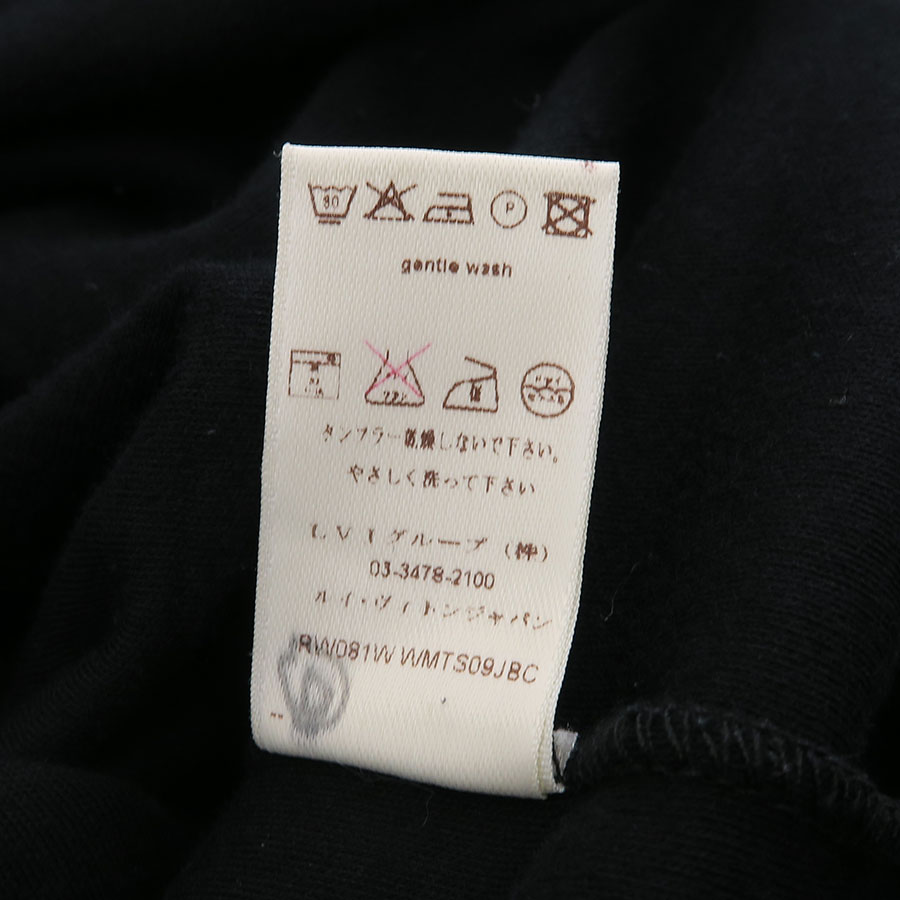 P
gentle wash
タンブラー乾燥しないで下さい。
やさしく洗って下さい
LVJグループ（株）
03-3478-2100
ルイ・ヴィトンジャパン
RW081W WMTS09JBC